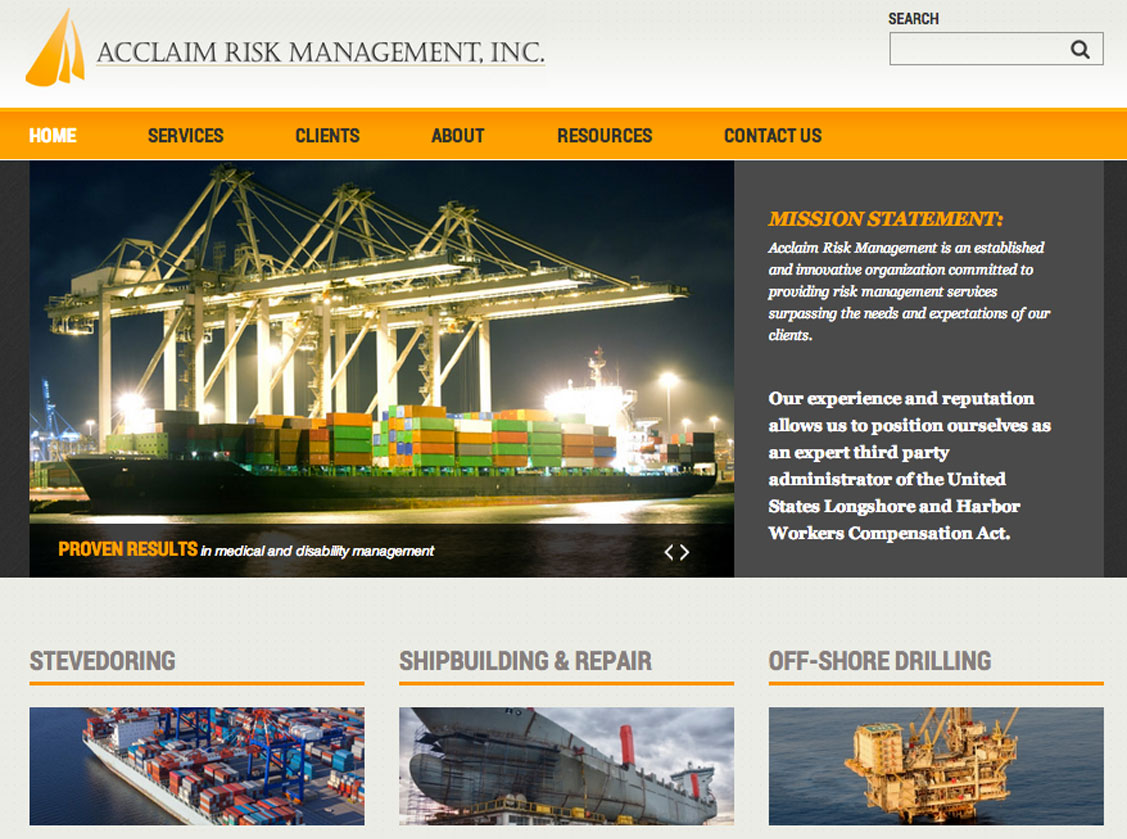 ACCLAIM RISK MANAGEMENT, INC.
SEARCH
HOME SERVICES CLIENTS ABOUT RESOURCES CONTACT US
MISSION STATEMENT:
Acclaim Risk Management is an established
and innovative organization committed to
providing risk management services
surpassing the needs and expectations of our
clients.
Our experience and reputation
allows us to position ourselves as
an expert third party
administrator of the United
States Longshore and Harbor
Workers Compensation Act.
PROVEN RESULTS in medical and disability management
STEVEDORING
SHIPBUILDING & REPAIR
OFF-SHORE DRILLING